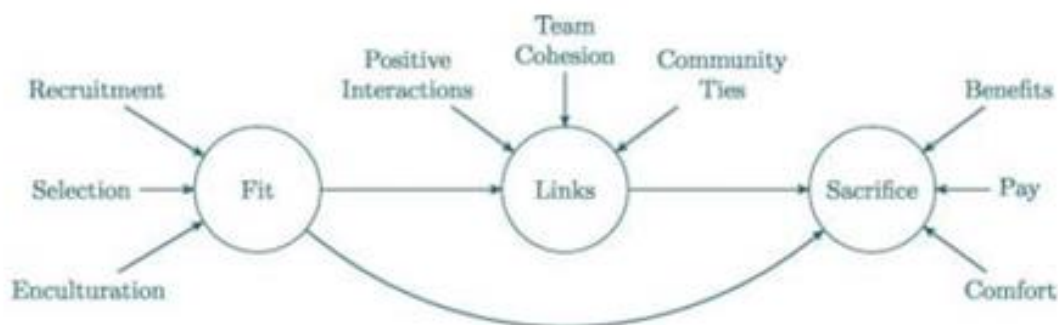 Team
Cohesion
Positive
Interactions
Community
Ties
Recruitment
Benefits
Selection
Fit
Links
Sacrifice
Pay
Enculturation
Comfort